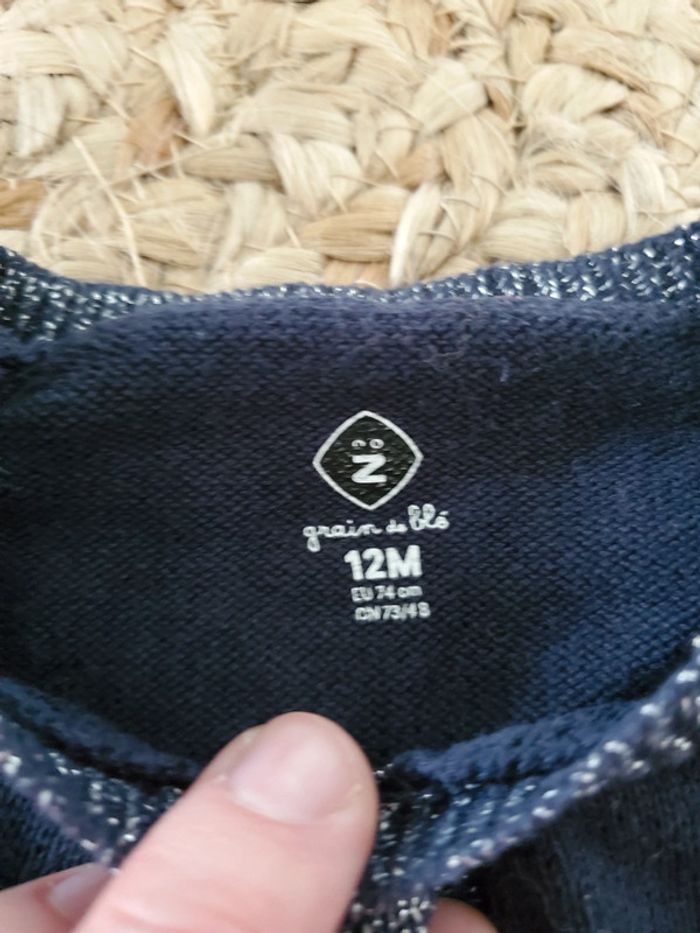 Z
grain de blé
12M
EU 74 cm
CN 73/48